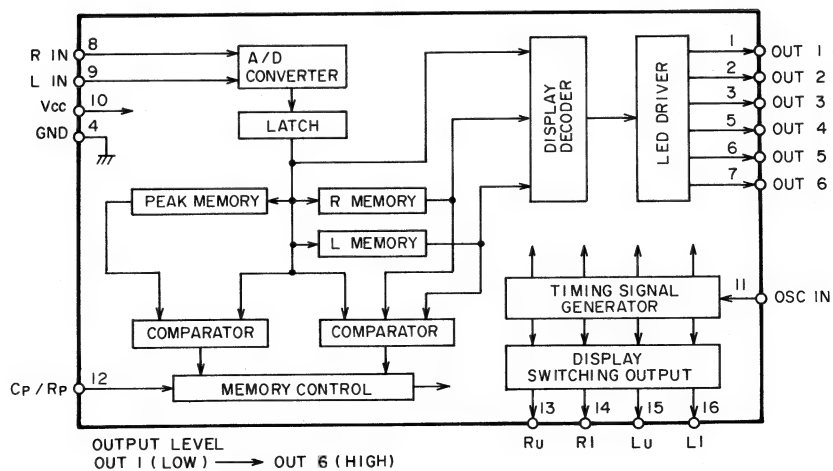 R IN
8
L IN
9
Vcc
10
GND
4
A/D
CONVERTER
LATCH
PEAK MEMORY
R MEMORY
L MEMORY
COMPARATOR
COMPARATOR
CP/RP
12
MEMORY CONTROL
DISPLAY
DECODER
LED DRIVER
1
OUT 1
2
OUT 2
3
OUT 3
5
OUT 4
6
OUT 5
7
OUT 6
TIMING SIGNAL
GENERATOR
11
OSC IN
DISPLAY
SWITCHING OUTPUT
13
14
15
16
RU
Rl
LU
Ll
OUTPUT LEVEL
OUT 1 (LOW) → OUT 6 (HIGH)